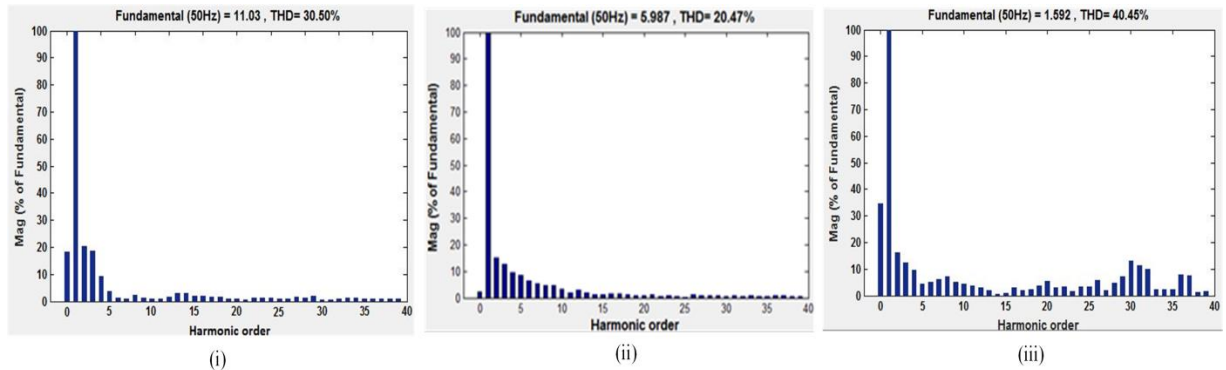 Fundamental (50Hz) = 11.03 , THD= 30.50%
Mag (% of Fundamental)
100
90
80
70
60
50
40
30
20
10
0
0 5 10 15 20 25 30 35 40
Harmonic order
(i)
Fundamental (50Hz) = 5.987 , THD= 20.47%
Mag (% of Fundamental)
100
90
80
70
60
50
40
30
20
10
0
0 5 10 15 20 25 30 35 40
Harmonic order
(ii)
Fundamental (50Hz) = 1.592 , THD= 40.45%
Mag (% of Fundamental)
100
90
80
70
60
50
40
30
20
10
0
0 5 10 15 20 25 30 35 40
Harmonic order
(iii)